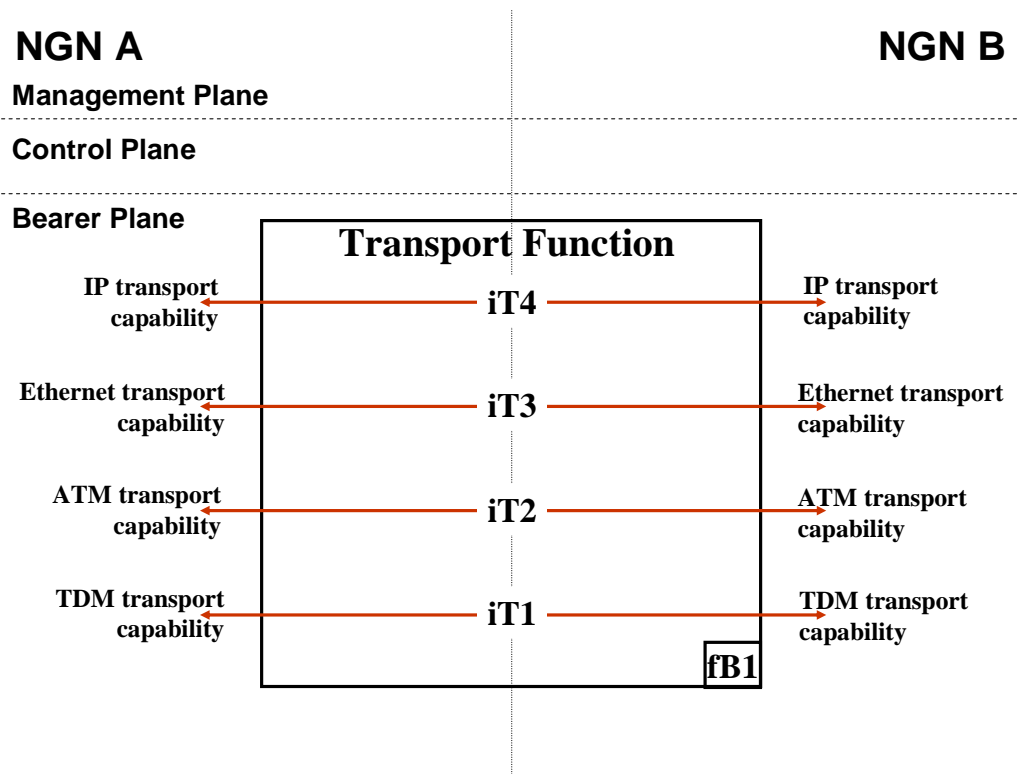 NGN A
NGN B
Management Plane
Control Plane
Bearer Plane
Transport Function
IP transport
capability
iT4
IP transport
capability
Ethernet transport
capability
iT3
Ethernet transport
capability
ATM transport
capability
iT2
ATM transport
capability
TDM transport
capability
iT1
TDM transport
capability
fB1